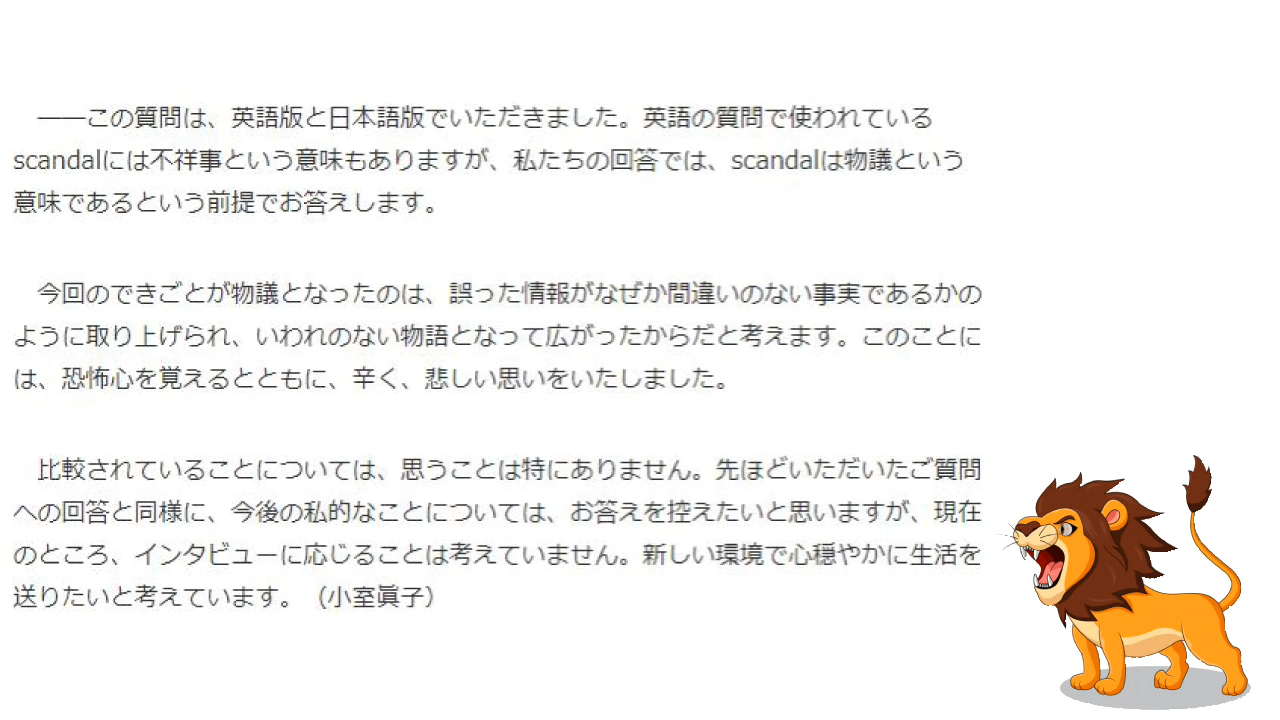 ――この質問は、英語版と日本語版でいただきました。英語の質問で使われている
scandalには不祥事という意味もありますが、私たちの回答では、scandalは物議という
意味であるという前提でお答えします。
今回のできごとが物議となったのは、誤った情報がなぜか間違いのない事実であるかの
ように取り上げられ、いわれのない物語となって広がったからだと考えます。このことに
は、恐怖心を覚えるとともに、辛く、悲しい思いをいたしました。
比較されていることについては、思うことは特にありません。先ほどいただいたご質問
への回答と同様に、今後の私的なことについては、お答えを控えたいと思いますが、現在
のところ、インタビューに応じることは考えていません。新しい環境で心穏やかに生活を
送りたいと考えています。（小室眞子）